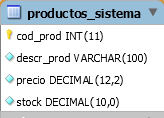 productos_sistema
cod_prod INT(11)
descr_prod VARCHAR(100)
precio DECIMAL(12,2)
stock DECIMAL(10,0)